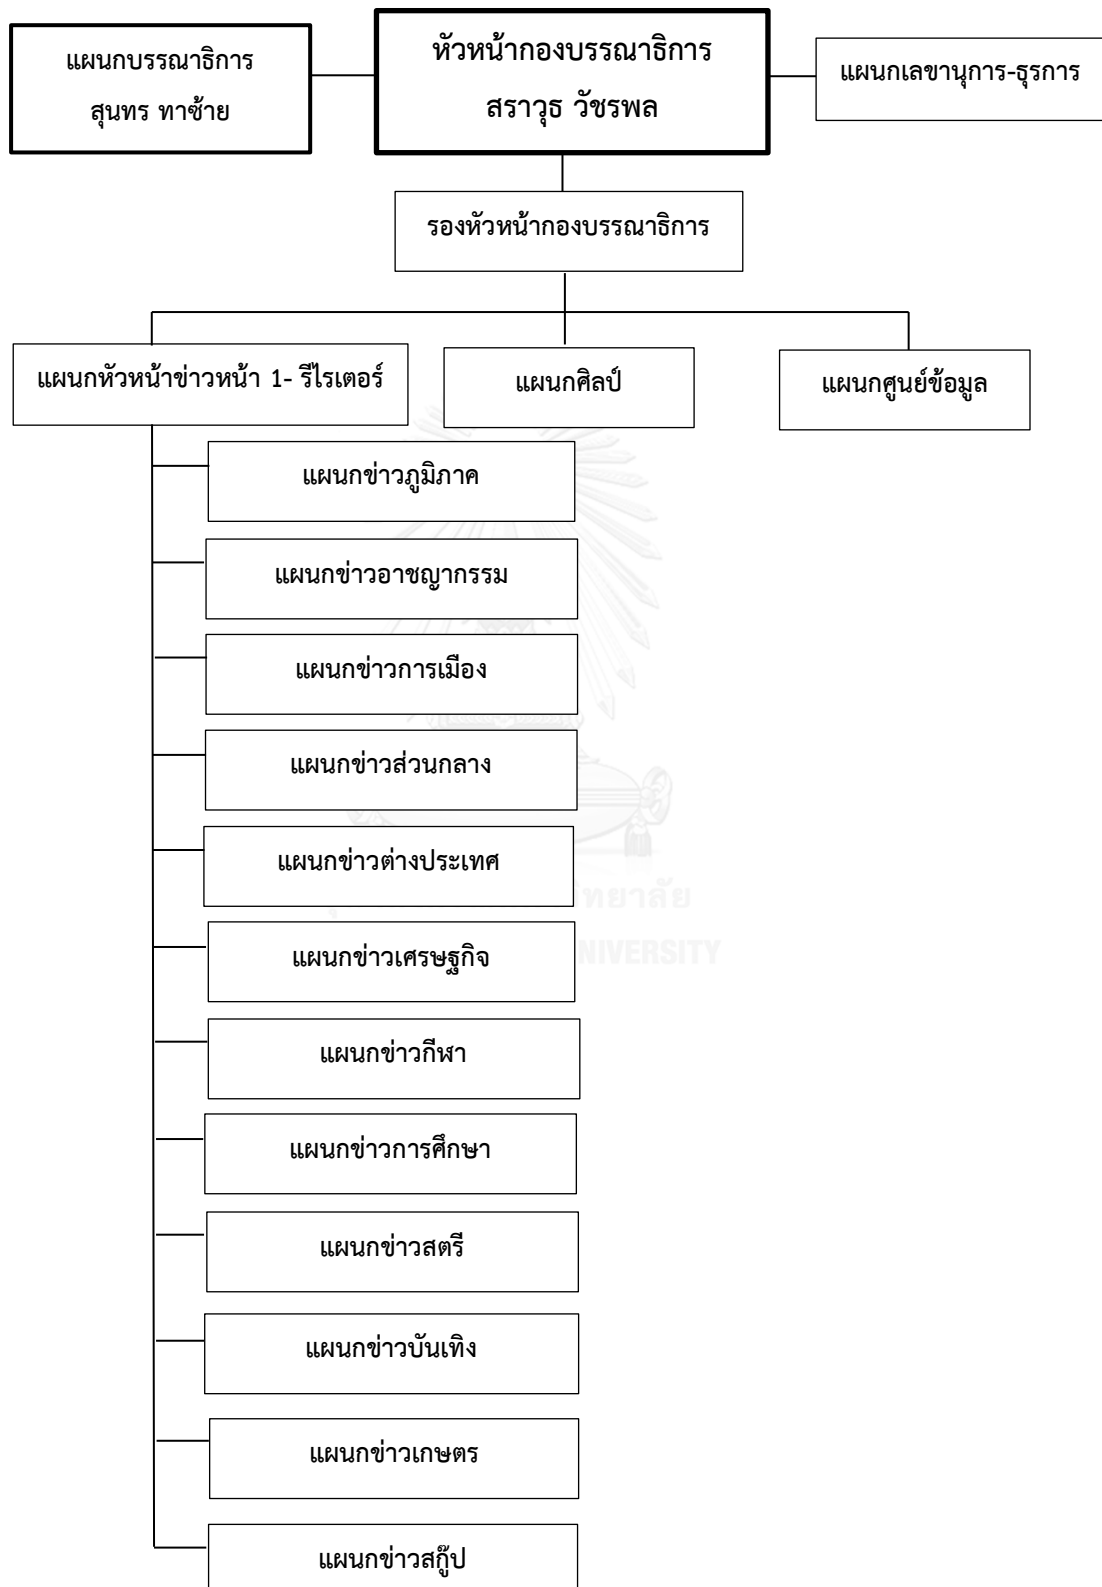 แผนกบรรณาธิการ
สุนทร ทาซ้าย
หัวหน้ากองบรรณาธิการ
สราวุธ วัชรพล
แผนกเลขานุการ-ธุรการ
รองหัวหน้ากองบรรณาธิการ
แผนกหัวหน้าข่าวหน้า 1- รีไรเตอร์
แผนกศิลป์
แผนกศูนย์ข้อมูล
แผนกข่าวภูมิภาค
แผนกข่าวอาชญากรรม
แผนกข่าวการเมือง
แผนกข่าวส่วนกลาง
แผนกข่าวต่างประเทศ
วิทยาลัย
แผนกข่าวเศรษฐกิจ
UNIVERSITY
แผนกข่าวกีฬา
แผนกข่าวการศึกษา
แผนกข่าวสตรี
แผนกข่าวบันเทิง
แผนกข่าวเกษตร
แผนกข่าวสกู๊ป